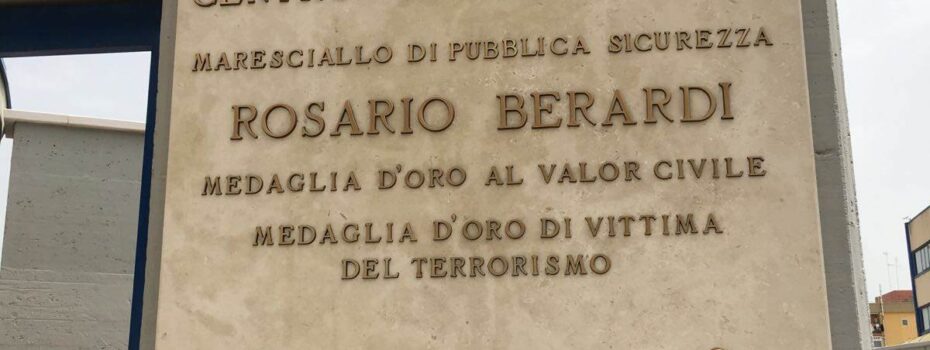 MARESCIALLO DI PUBBLICA SICUREZZA
ROSARIO BERARDI
MEDAGLIA D'ORO AL VALOR CIVILE
MEDAGLIA D'ORO DI VITTIMA
DEL TERRORISMO